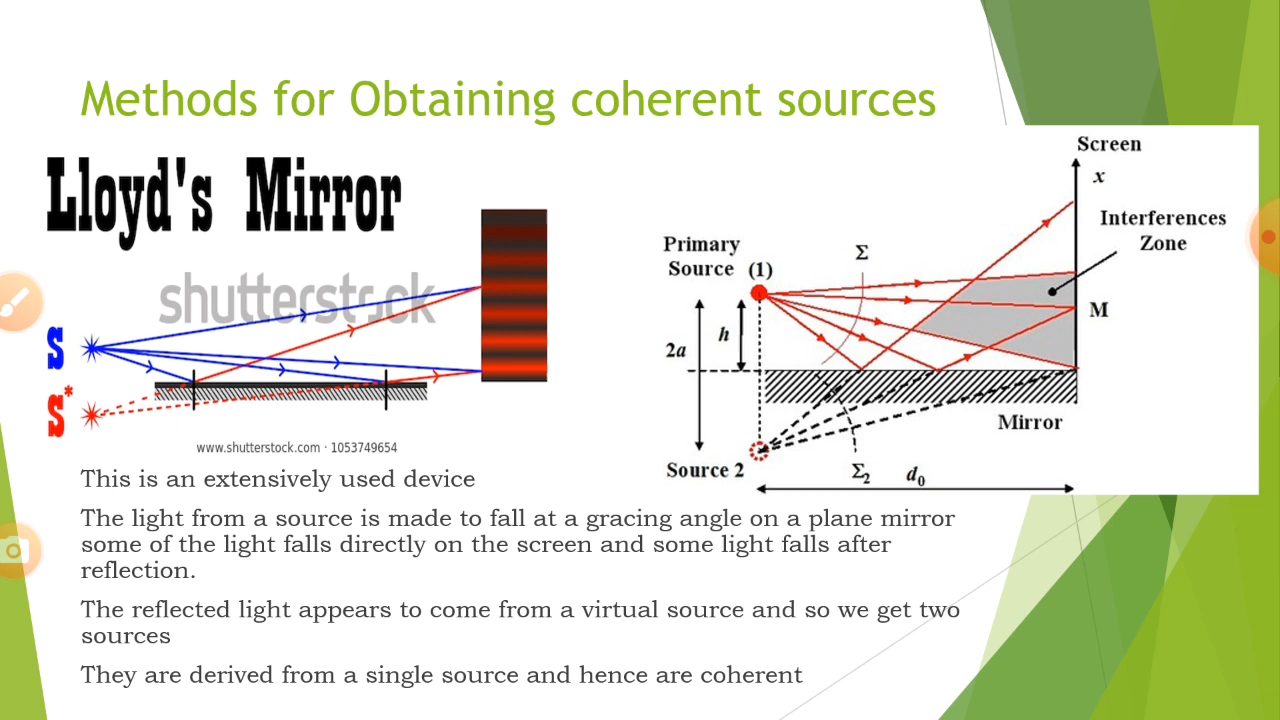 Methods for Obtaining coherent sources
Lloyd's Mirror
shutterstock
S
S*
www.shutterstock.com · 1053749654
Screen
x
Interferences
Zone
Primary
Source (1)
Σ
M
h
2a
Mirror
Source 2
Σ2
d0
This is an extensively used device
The light from a source is made to fall at a gracing angle on a plane mirror
some of the light falls directly on the screen and some light falls after
reflection.
The reflected light appears to come from a virtual source and so we get two
sources
They are derived from a single source and hence are coherent